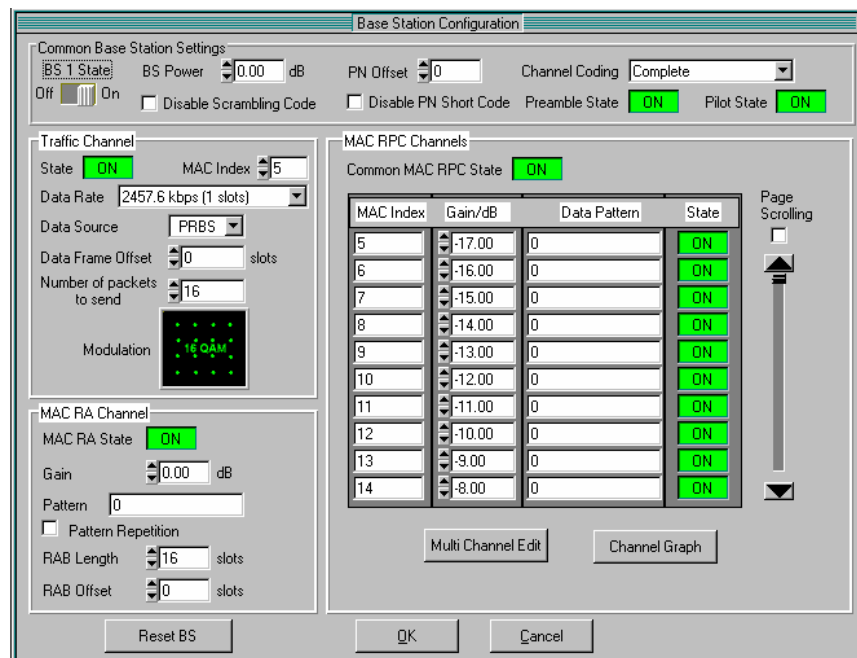 Base Station Configuration
Common Base Station Settings
BS 1 State
Off On
BS Power 0.00 dB
Disable Scrambling Code
PN Offset 0
Disable PN Short Code
Channel Coding Complete
Preamble State ON
Pilot State ON
Traffic Channel
State ON MAC Index 5
Data Rate 2457.6 kbps (1 slots)
Data Source PRBS
Data Frame Offset 0 slots
Number of packets
to send 16
Modulation 16 QAM
MAC RA Channel
MAC RA State ON
Gain 0.00 dB
Pattern 0
Pattern Repetition
RAB Length 16 slots
RAB Offset 0 slots
MAC RPC Channels
Common MAC RPC State ON
MAC Index Gain/dB Data Pattern State
5 -17.00 0 ON
6 -16.00 0 ON
7 -15.00 0 ON
8 -14.00 0 ON
9 -13.00 0 ON
10 -12.00 0 ON
11 -11.00 0 ON
12 -10.00 0 ON
13 -9.00 0 ON
14 -8.00 0 ON
Page
Scrolling
Multi Channel Edit
Channel Graph
Reset BS
OK
Cancel